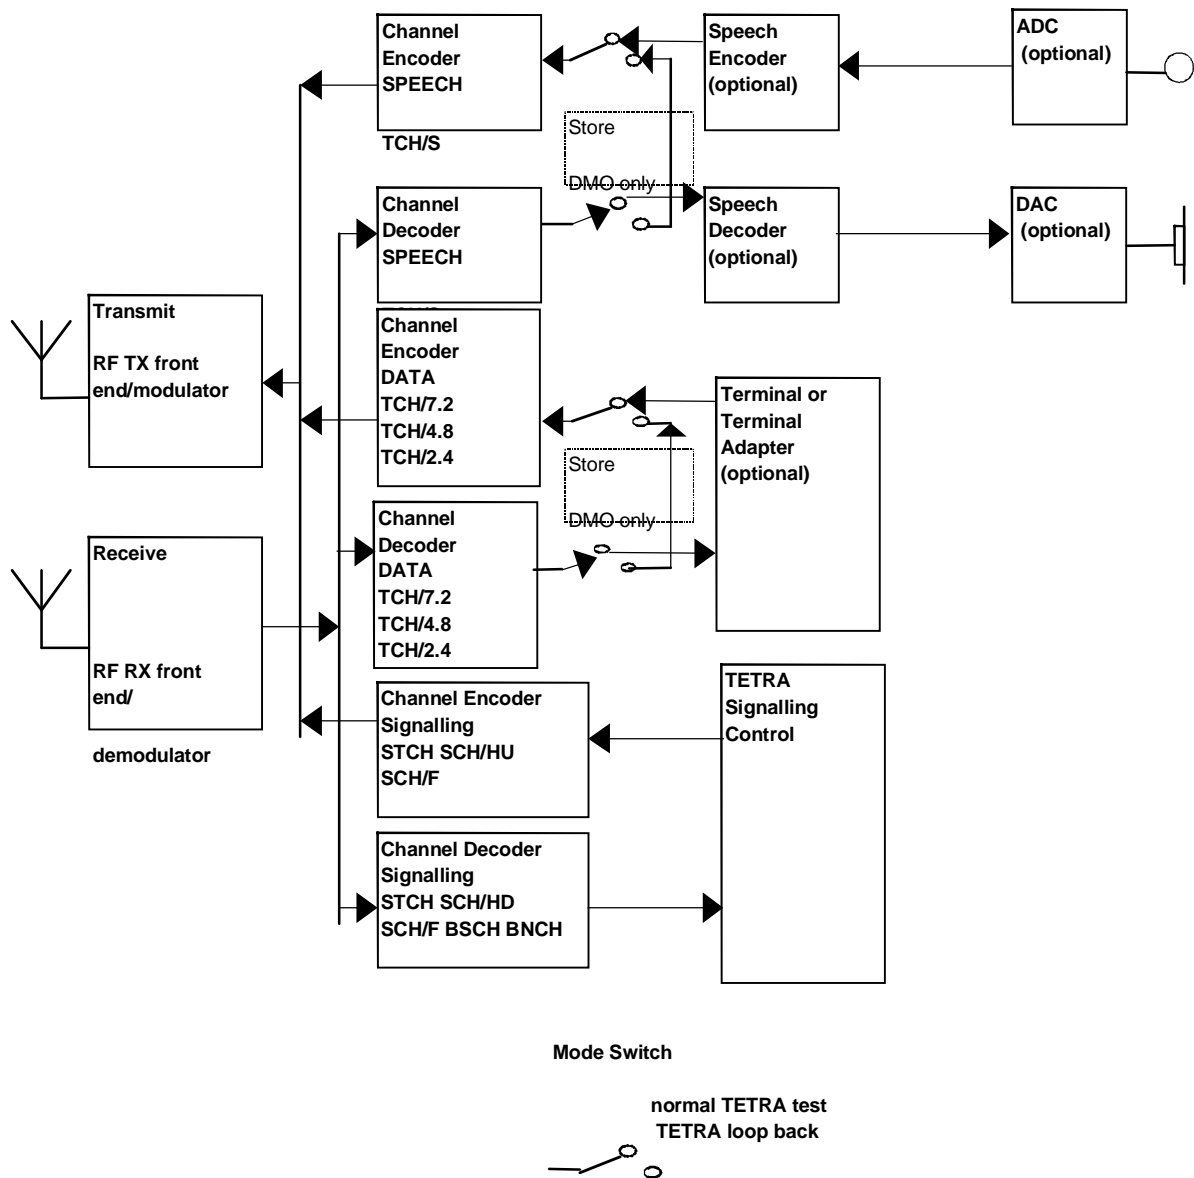 Channel
Encoder
SPEECH
TCH/S
Speech
Encoder
(optional)
ADC
(optional)
Store
DMO only
Channel
Decoder
SPEECH
Speech
Decoder
(optional)
DAC
(optional)
Transmit
RF TX front
end/modulator
Channel
Encoder
DATA
TCH/7.2
TCH/4.8
TCH/2.4
Terminal or
Terminal
Adapter
(optional)
Store
DMO only
Receive
RF RX front
end/
demodulator
Channel
Decoder
DATA
TCH/7.2
TCH/4.8
TCH/2.4
Channel Encoder
Signalling
STCH SCH/HU
SCH/F
TETRA
Signalling
Control
Channel Decoder
Signalling
STCH SCH/HD
SCH/F BSCH BNCH
Mode Switch
normal TETRA test
TETRA loop back